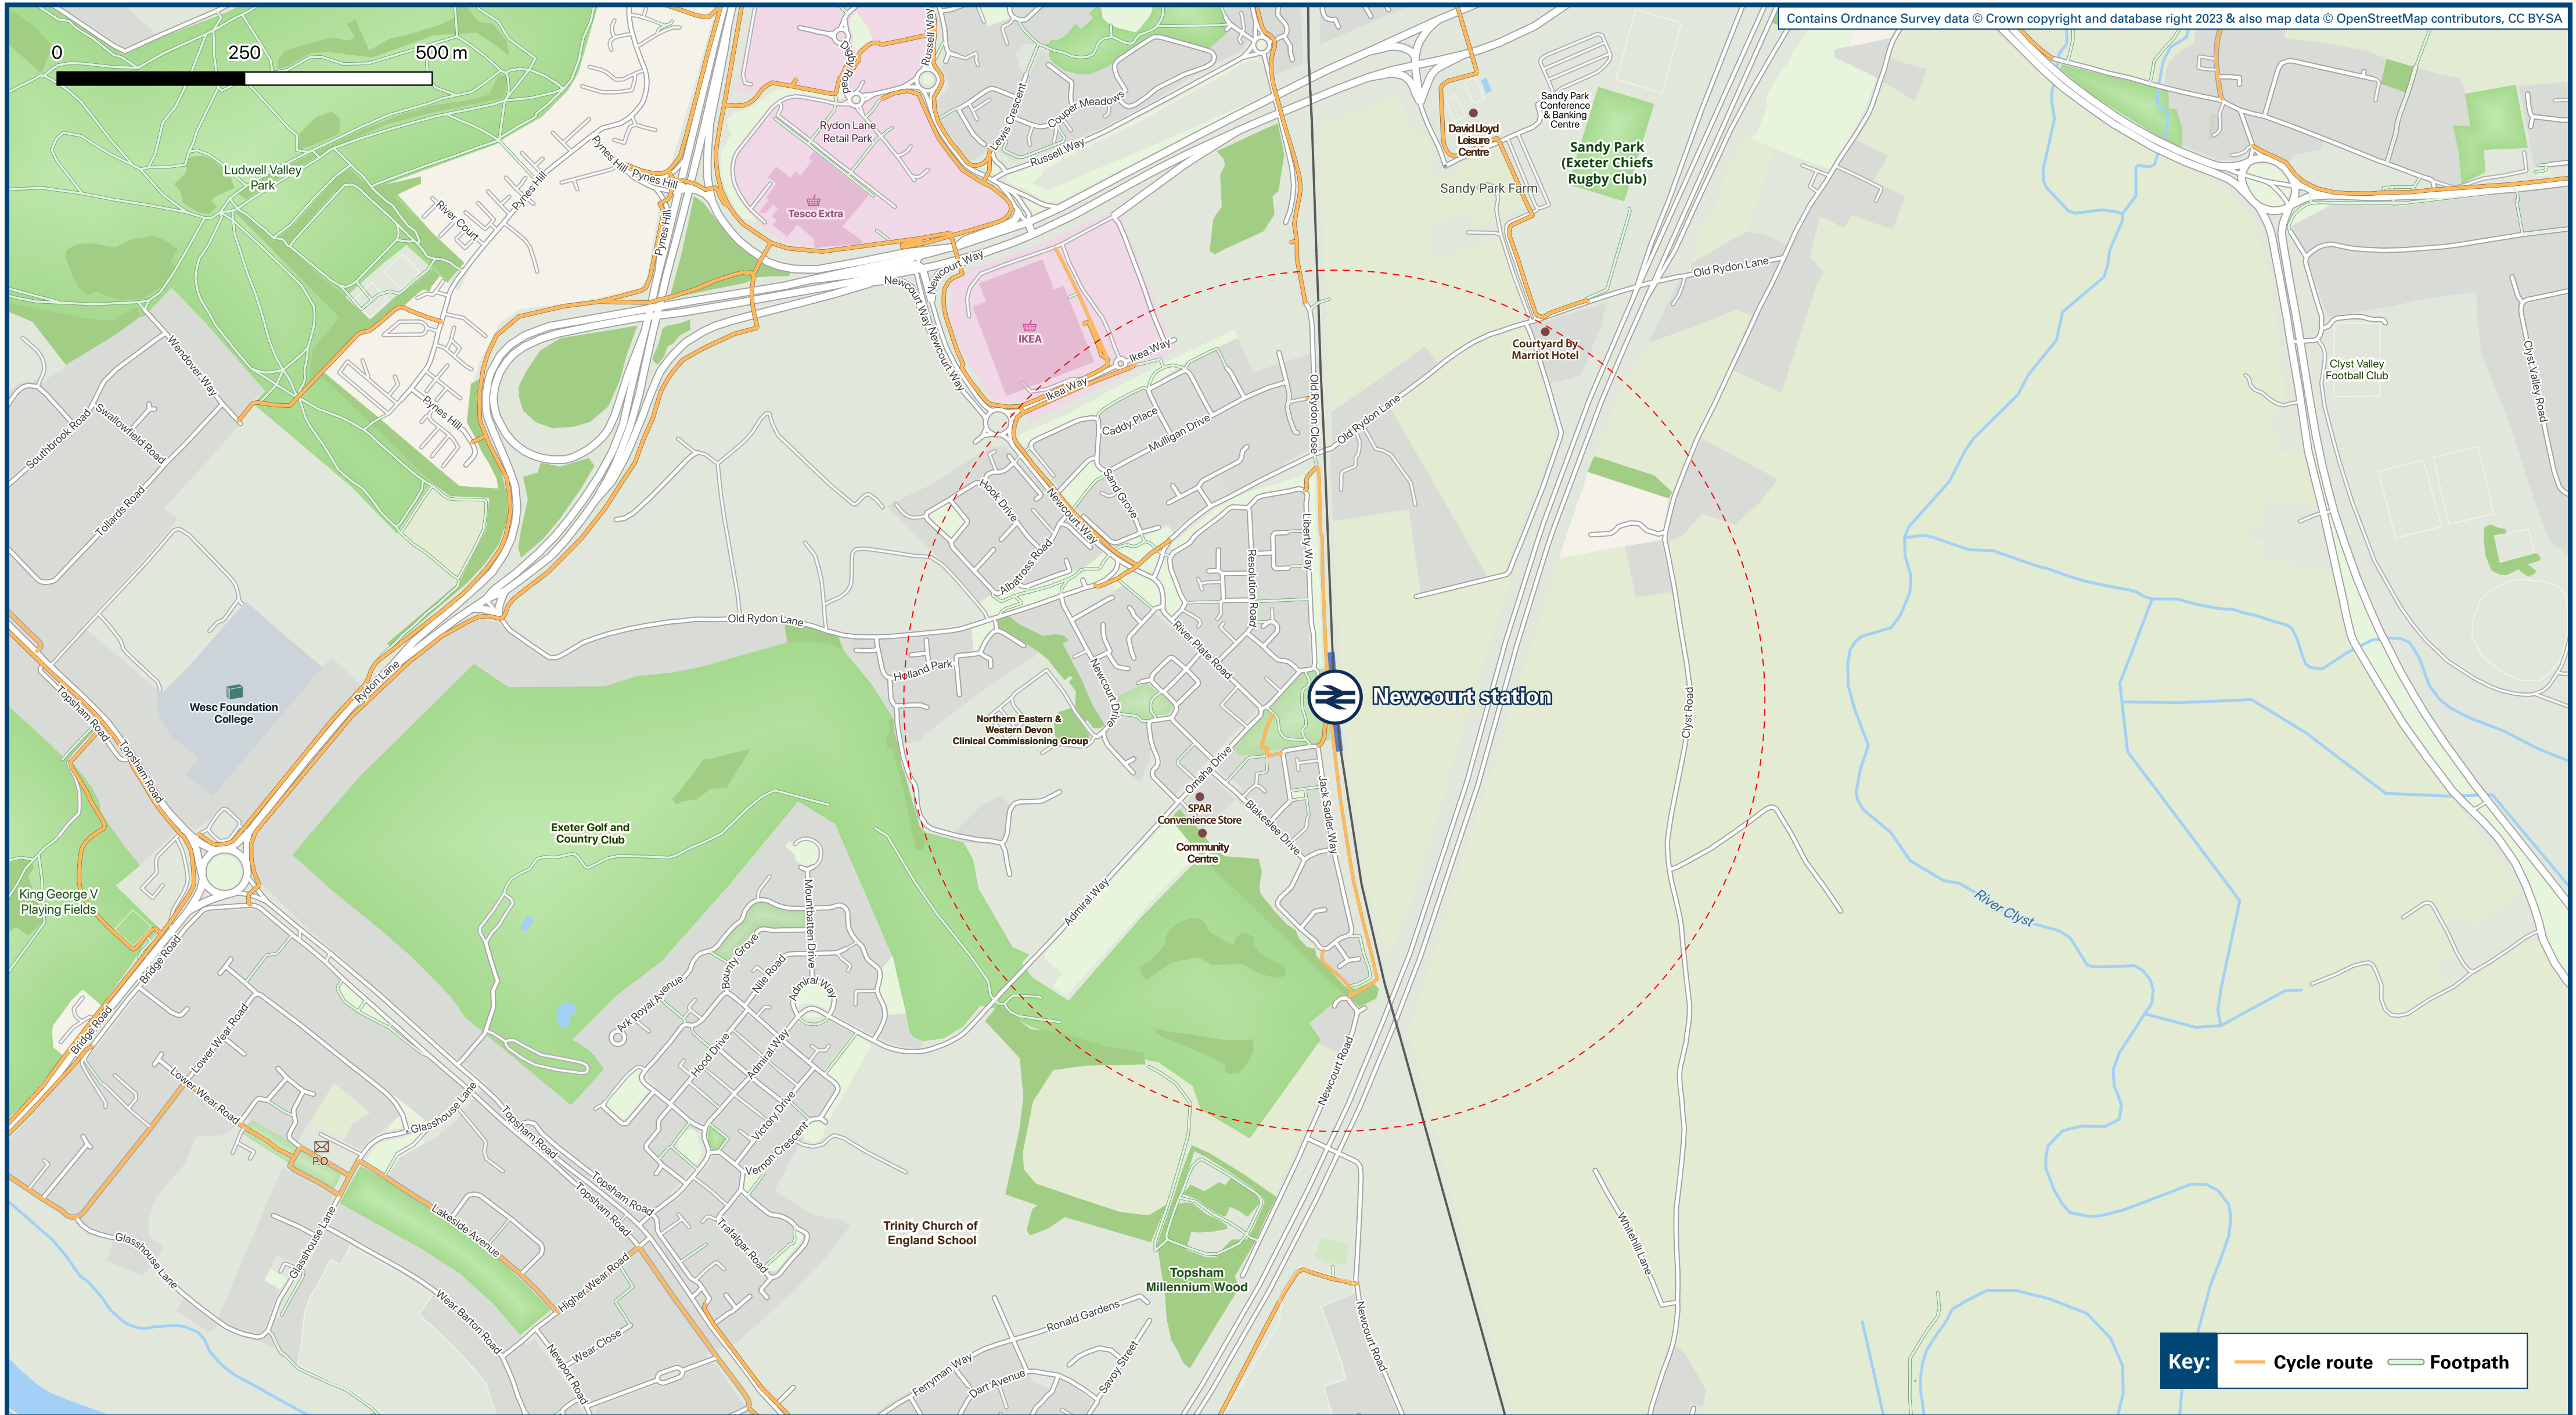 Contains Ordnance Survey data © Crown copyright and database right 2023 & also map data © OpenStreetMap contributors, CC BY-SA
0 250 500 m
Digby Road
Russell Way
Lewis Crescent
Couper Meadows
Russell Way
Rydon Lane
Retail Park
Tesco Extra
Pynes Hill
Pynes Hill
Pynes Hill
Pynes Hill
River Court
Ludwell Valley
Park
David Lloyd
Leisure
Centre
Sandy Park
Conference
& Banking
Centre
Sandy Park
(Exeter Chiefs
Rugby Club)
Sandy Park Farm
Old Rydon Lane
Courtyard by
Marriot Hotel
Newcourt Way
Newcourt Way
Newcourt Way
IKEA
Ikea Way
Ikea Way
Wendover Way
Swallowfield Road
Southbrook Road
Tollards Road
Pynes Hill
Caddy Place
Mulligan Drive
Sand Grove
Old Rydon Close
Old Rydon Lane
Hook Drive
Newcourt Way
Albatross Road
Liberty Way
Resolution Road
River Plate Road
Old Rydon Lane
Holland Park
Newcourt Drive
Clyst Valley
Football Club
Clyst Valley Road
Wesc Foundation
College
Rydon Lane
Topsham Road
Topsham Road
Northern Eastern &
Western Devon
Clinical Commissioning Group
Newcourt station
Clyst Road
Omaha Drive
SPAR
Convenience Store
Community
Centre
Blakeslee Drive
Jack Sadler Way
Exeter Golf and
Country Club
King George V
Playing Fields
Bridge Road
Bridge Road
Mountbatten Drive
Bounty Grove
Nile Road
Admiral Way
Ark Royal Avenue
Hood Drive
Admiral Way
Admiral Way
Victory Drive
Vernon Crescent
River Clyst
Lower Wear Road
Lower Wear Road
Glasshouse Lane
P.O.
Topsham Road
Topsham Road
Topsham Road
Newcourt Road
Trinity Church of
England School
Topsham
Millennium Wood
Trafalgar Road
Lakeside Avenue
Higher Wear Road
Glasshouse Lane
Glasshouse Lane
Wear Barton Road
Wear Close
Newport Road
Ronald Gardens
Ferryman Way
Dart Avenue
Savoy Street
Newcourt Road
Whitehill Lane
Key: Cycle route Footpath